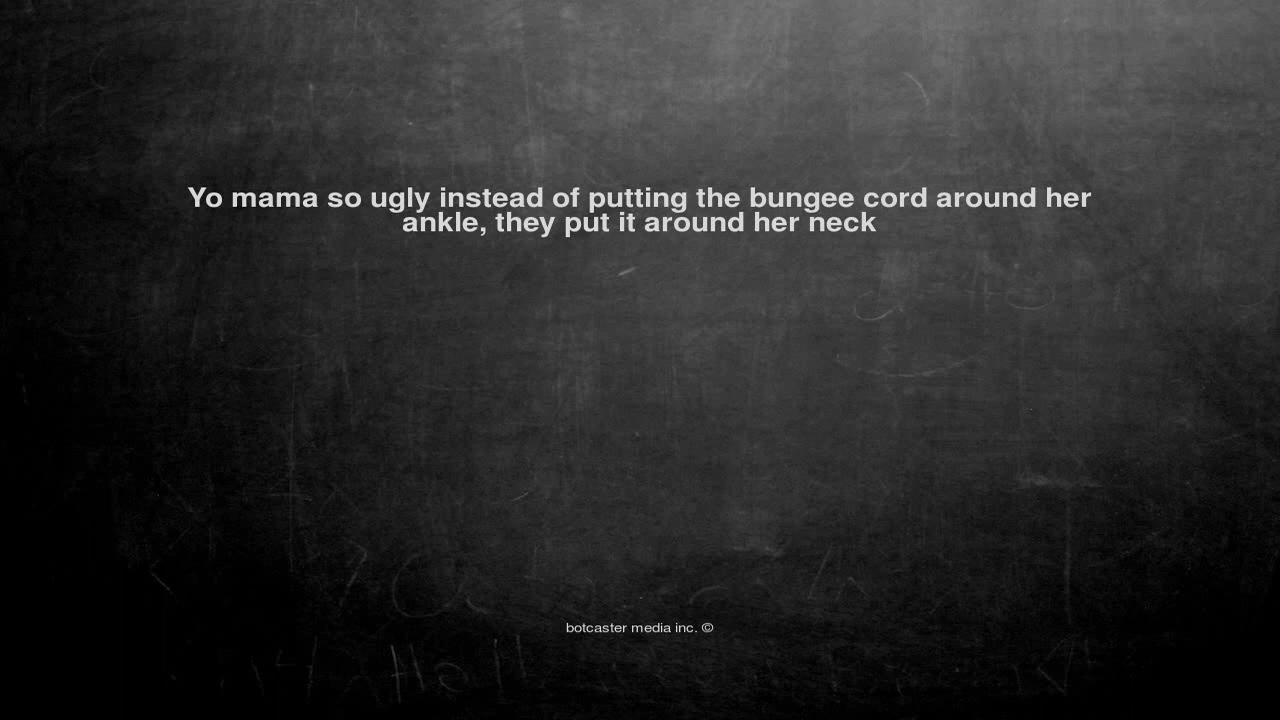 Yo mama so ugly instead of putting the bungee cord around her
ankle, they put it around her neck
botcaster media inc. ©